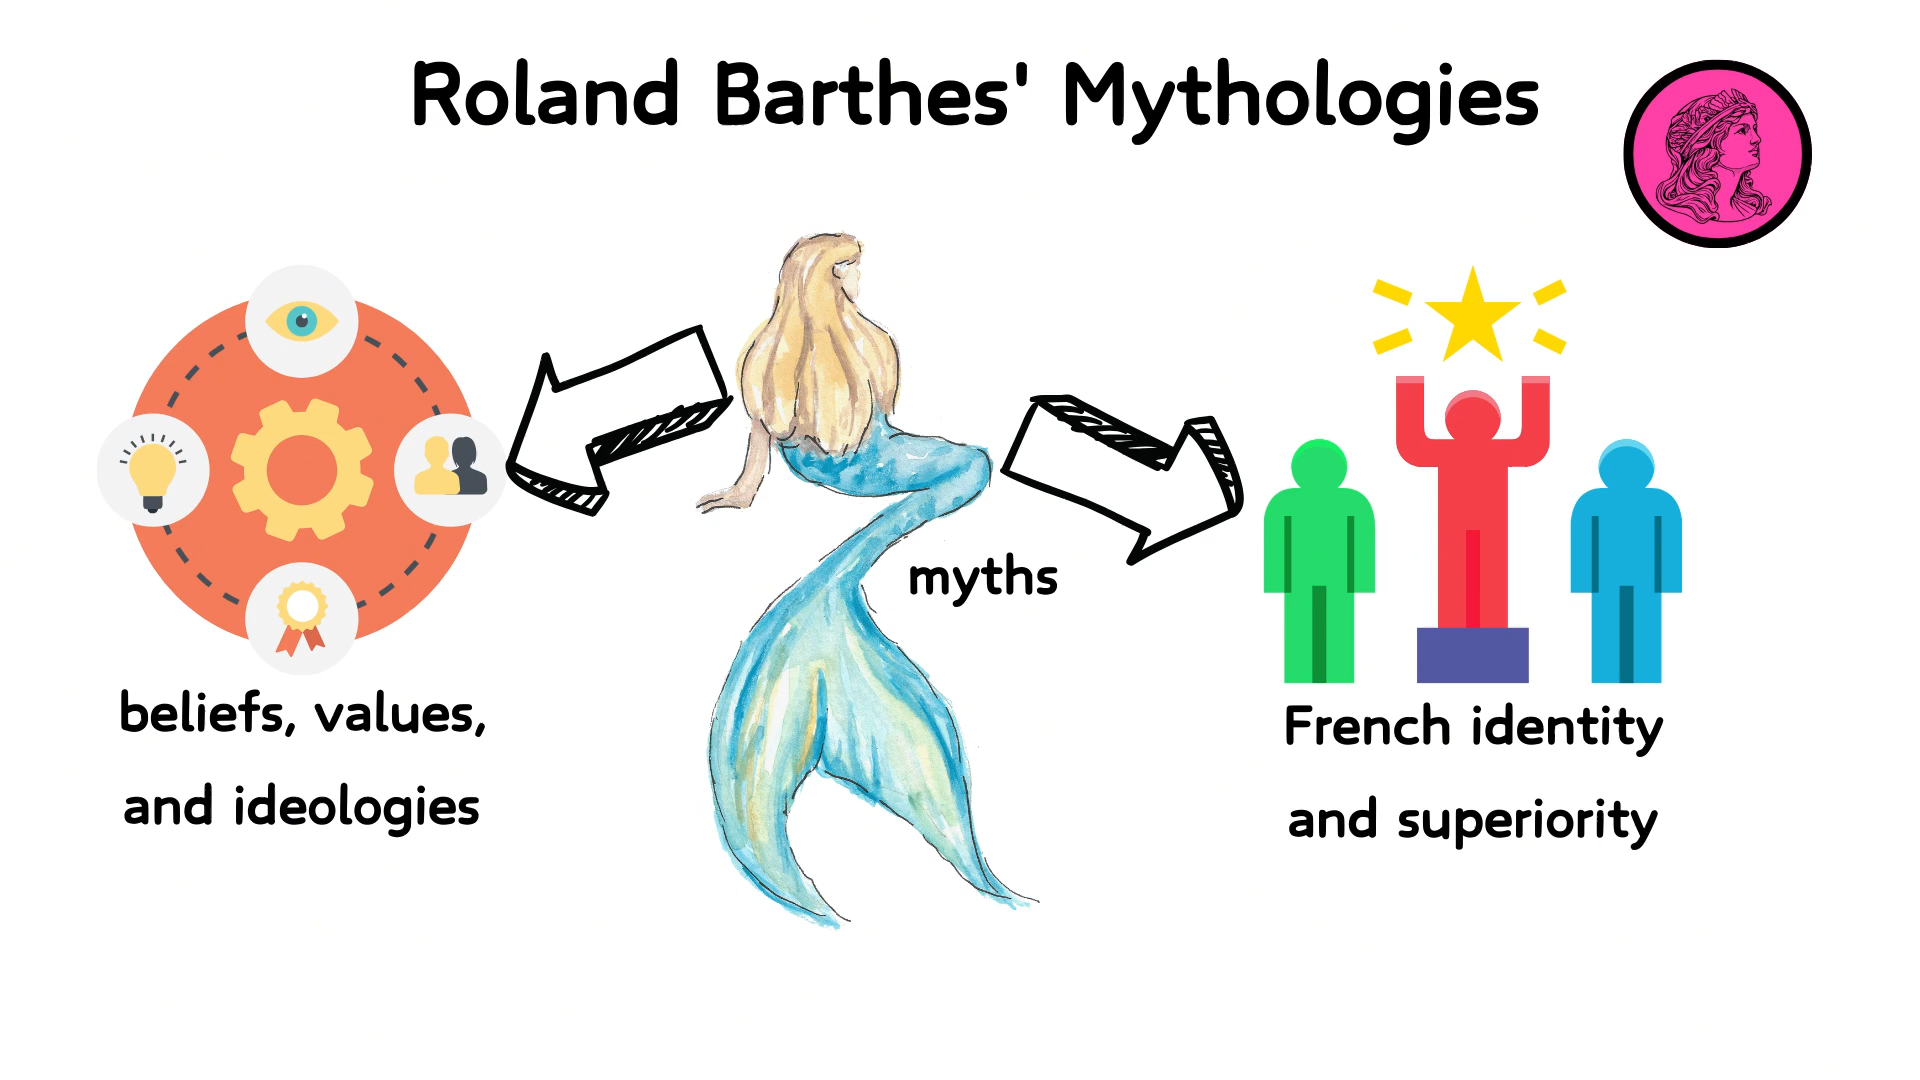 Roland Barthes' Mythologies
myths
beliefs, values,
and ideologies
French identity
and superiority